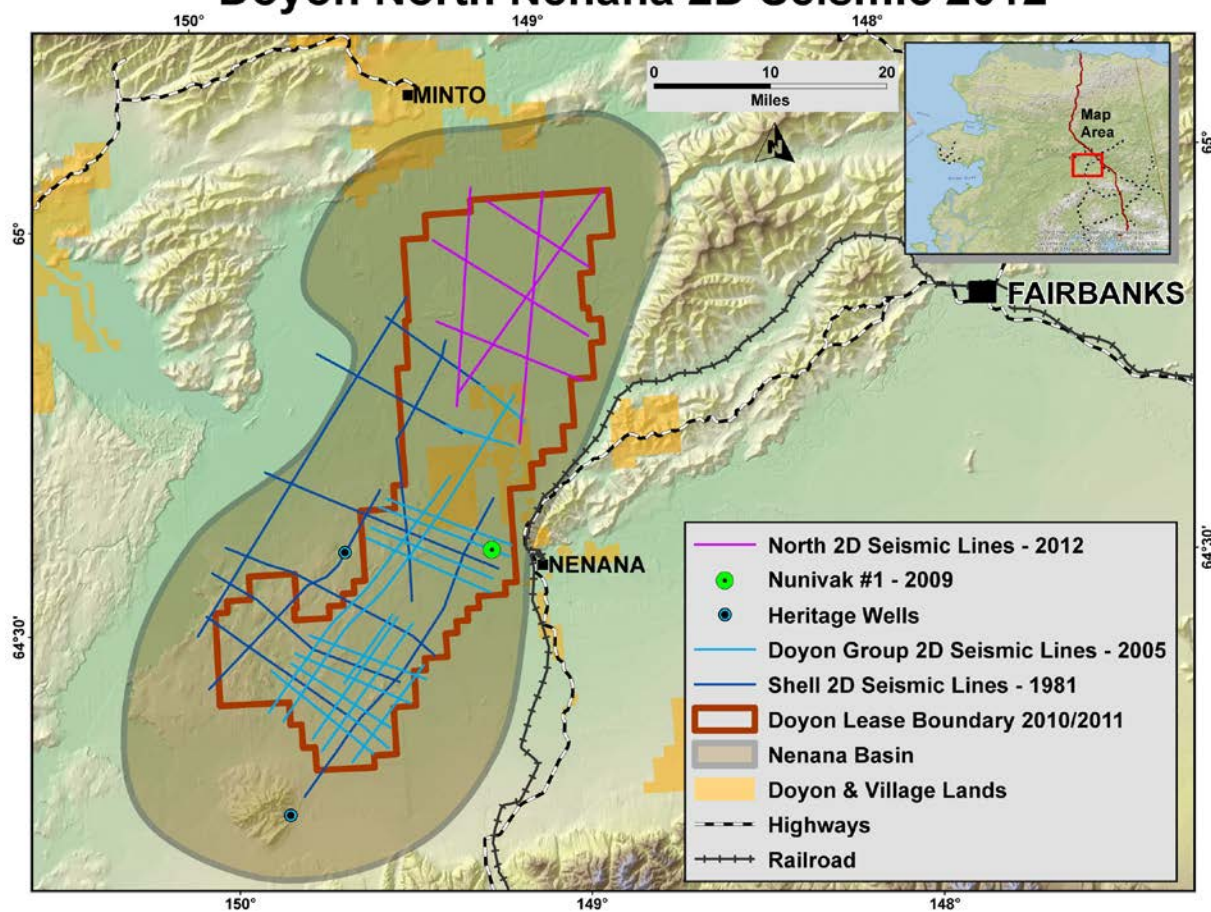 Doyon North Nenana 2D Seismic 2012
150°
149°
148°
0 10 20
Miles
N
Map
Area
MINTO
65°
65°
FAIRBANKS
NENANA
64°30'
64°30'
North 2D Seismic Lines - 2012
Nunivak #1 - 2009
Heritage Wells
Doyon Group 2D Seismic Lines - 2005
Shell 2D Seismic Lines - 1981
Doyon Lease Boundary 2010/2011
Nenana Basin
Doyon & Village Lands
Highways
Railroad
150°
149°
148°